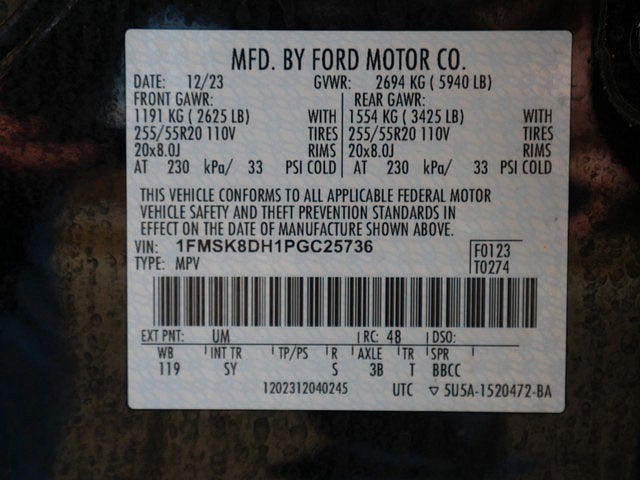 MFD. BY FORD MOTOR CO.
DATE: 12/23 GVWR: 2694 KG ( 5940 LB)
FRONT GAWR: REAR GAWR:
1191 KG ( 2625 LB) WITH 1554 KG ( 3425 LB) WITH
255/55R20 110V TIRES 255/55R20 110V TIRES
20x8.0J RIMS 20x8.0J RIMS
AT 230 kPa/ 33 PSI COLD AT 230 kPa/ 33 PSI COLD
THIS VEHICLE CONFORMS TO ALL APPLICABLE FEDERAL MOTOR
VEHICLE SAFETY AND THEFT PREVENTION STANDARDS IN
EFFECT ON THE DATE OF MANUFACTURE SHOWN ABOVE.
VIN: 1FMSK8DH1PGC25736 F0123
TYPE: MPV T0274
EXT PNT: UM RC: 48 DSO:
WB INT TR TP/PS R AXLE TR SPR
119 SY S 3B T BBCC
1202312040245 UTC ▽ 5U5A-1520472-BA